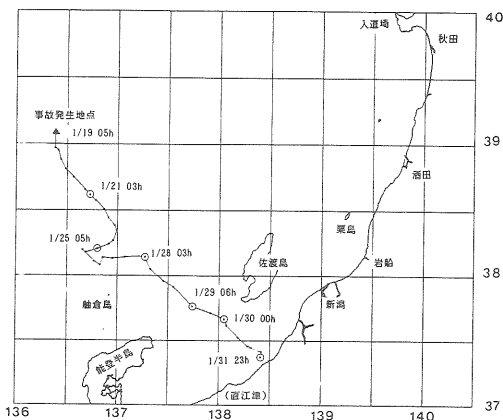 40
入道埼
秋田
事故発生地点
1/19 05h
39
1/21 03h
酒田
粟島
1/25 05h
1/28 03h
佐渡島
岩船
38
舳倉島
1/29 06h
新潟
1/30 00h
能登半島
1/31 23h
(直江津)
37
136
137
138
139
140